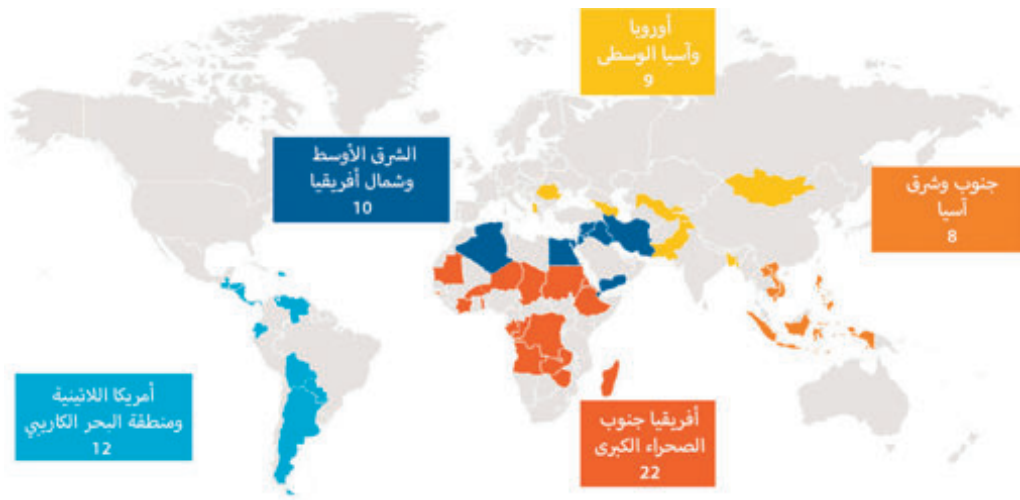 أوروبا
وآسيا الوسطى
9
الشرق الأوسط
وشمال أفريقيا
10
جنوب وشرق
آسيا
8
أمريكا اللاتينية
ومنطقة البحر الكاريبي
12
أفريقيا جنوب
الصحراء الكبرى
22